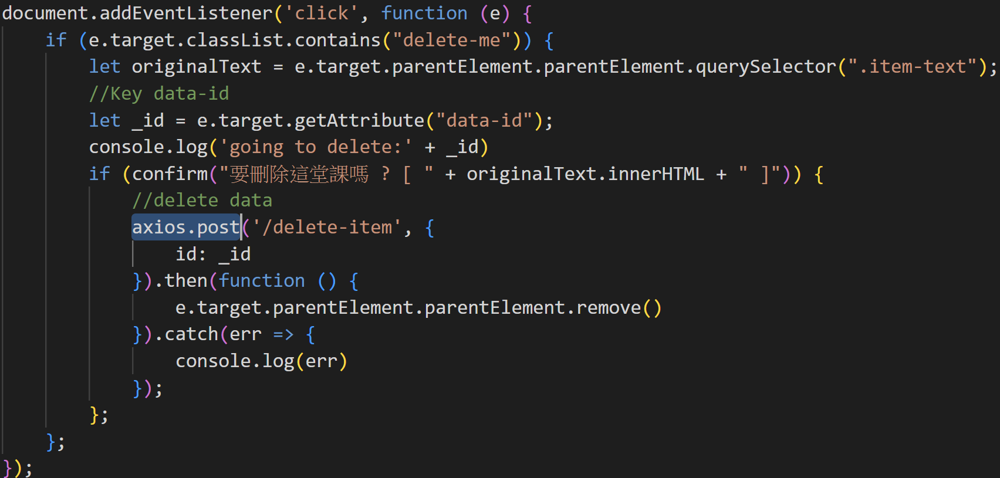 document.addEventListener('click', function (e) {
    if (e.target.classList.contains("delete-me")) {
        let originalText = e.target.parentElement.parentElement.querySelector(".item-text");
        //Key data-id
        let _id = e.target.getAttribute("data-id");
        console.log('going to delete:' + _id)
        if (confirm("要刪除這堂課嗎 ? [ " + originalText.innerHTML + " ]")) {
            //delete data
            axios.post('/delete-item', {
                id: _id
            }).then(function () {
                e.target.parentElement.parentElement.remove()
            }).catch(err => {
                console.log(err)
            });
        };
    };
});